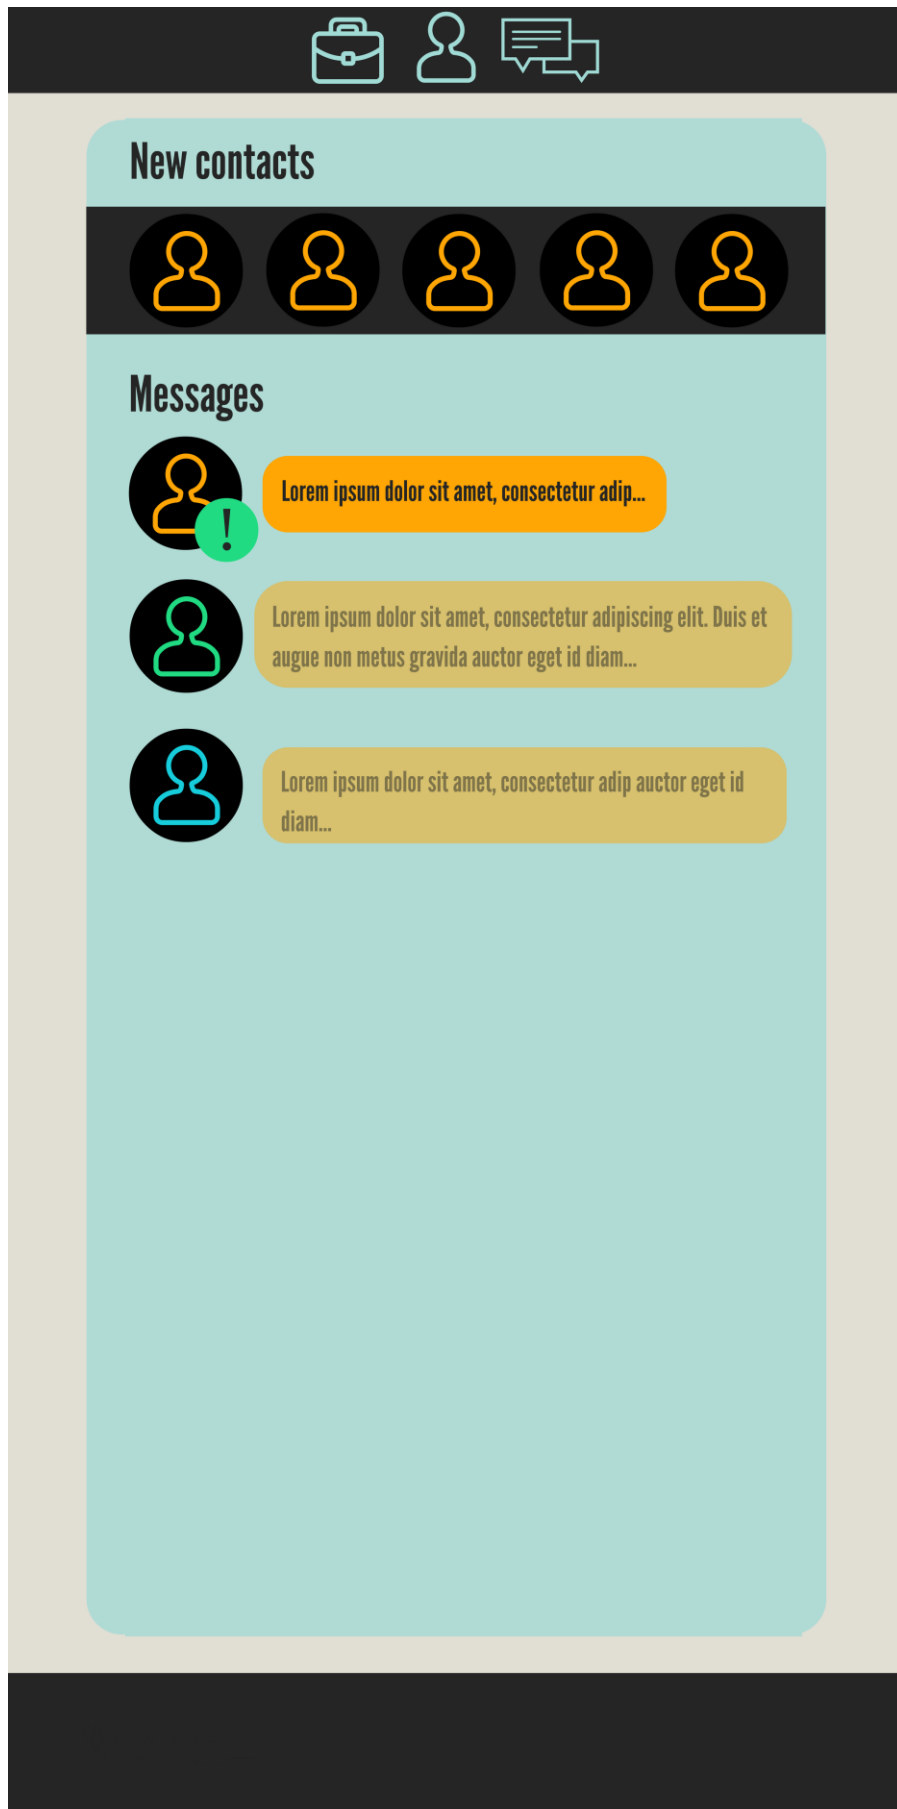 New contacts
Messages
Lorem ipsum dolor sit amet, consectetur adip...
!
Lorem ipsum dolor sit amet, consectetur adipiscing elit. Duis et
augue non metus gravida auctor eget id diam...
Lorem ipsum dolor sit amet, consectetur adip auctor eget id
diam...